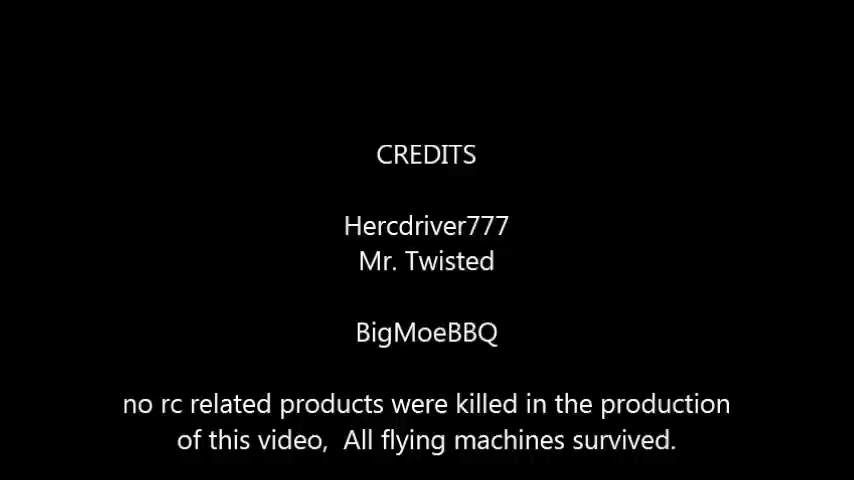 CREDITS
Hercdriver777
Mr. Twisted
BigMoeBBQ
no rc related products were killed in the production
of this video,  All flying machines survived.